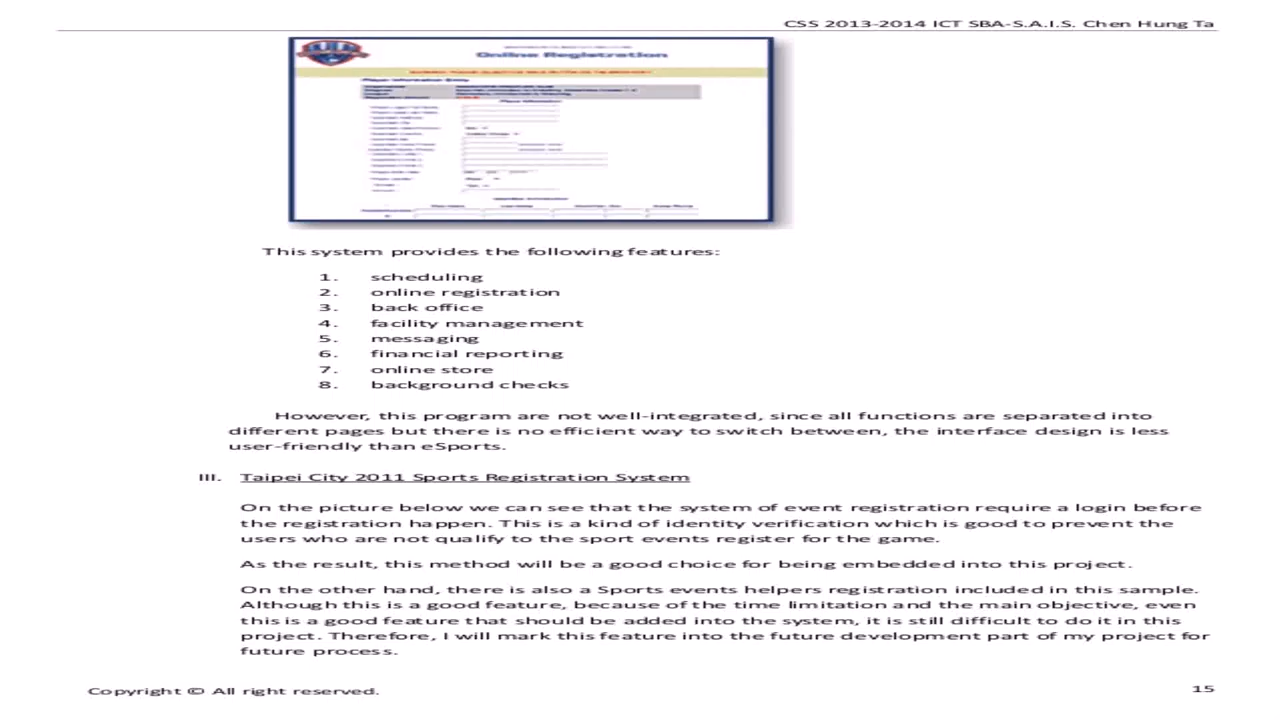 CSS 2013-2014 ICT SBA-S.A.I.S. Chen Hung Ta
Online Registration
Player Information Entry
This system provides the following features:
1. scheduling
2. online registration
3. back office
4. facility management
5. messaging
6. financial reporting
7. online store
8. background checks
However, this program are not well-integrated, since all functions are separated into
different pages but there is no efficient way to switch between, the interface design is less
user-friendly than eSports.
III. Taipei City 2011 Sports Registration System
On the picture below we can see that the system of event registration require a login before
the registration happen. This is a kind of identity verification which is good to prevent the
users who are not qualify to the sport events register for the game.
As the result, this method will be a good choice for being embedded into this project.
On the other hand, there is also a Sports events helpers registration included in this sample.
Although this is a good feature, because of the time limitation and the main objective, even
this is a good feature that should be added into the system, it is still difficult to do it in this
project. Therefore, I will mark this feature into the future development part of my project for
future process.
Copyright © All right reserved.
15